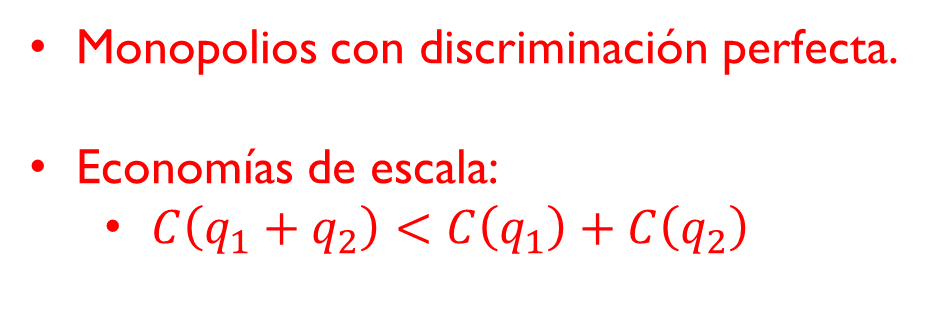 • Monopolios con discriminación perfecta.
• Economías de escala:
• C(q₁ + q₂) < C(q₁) + C(q₂)